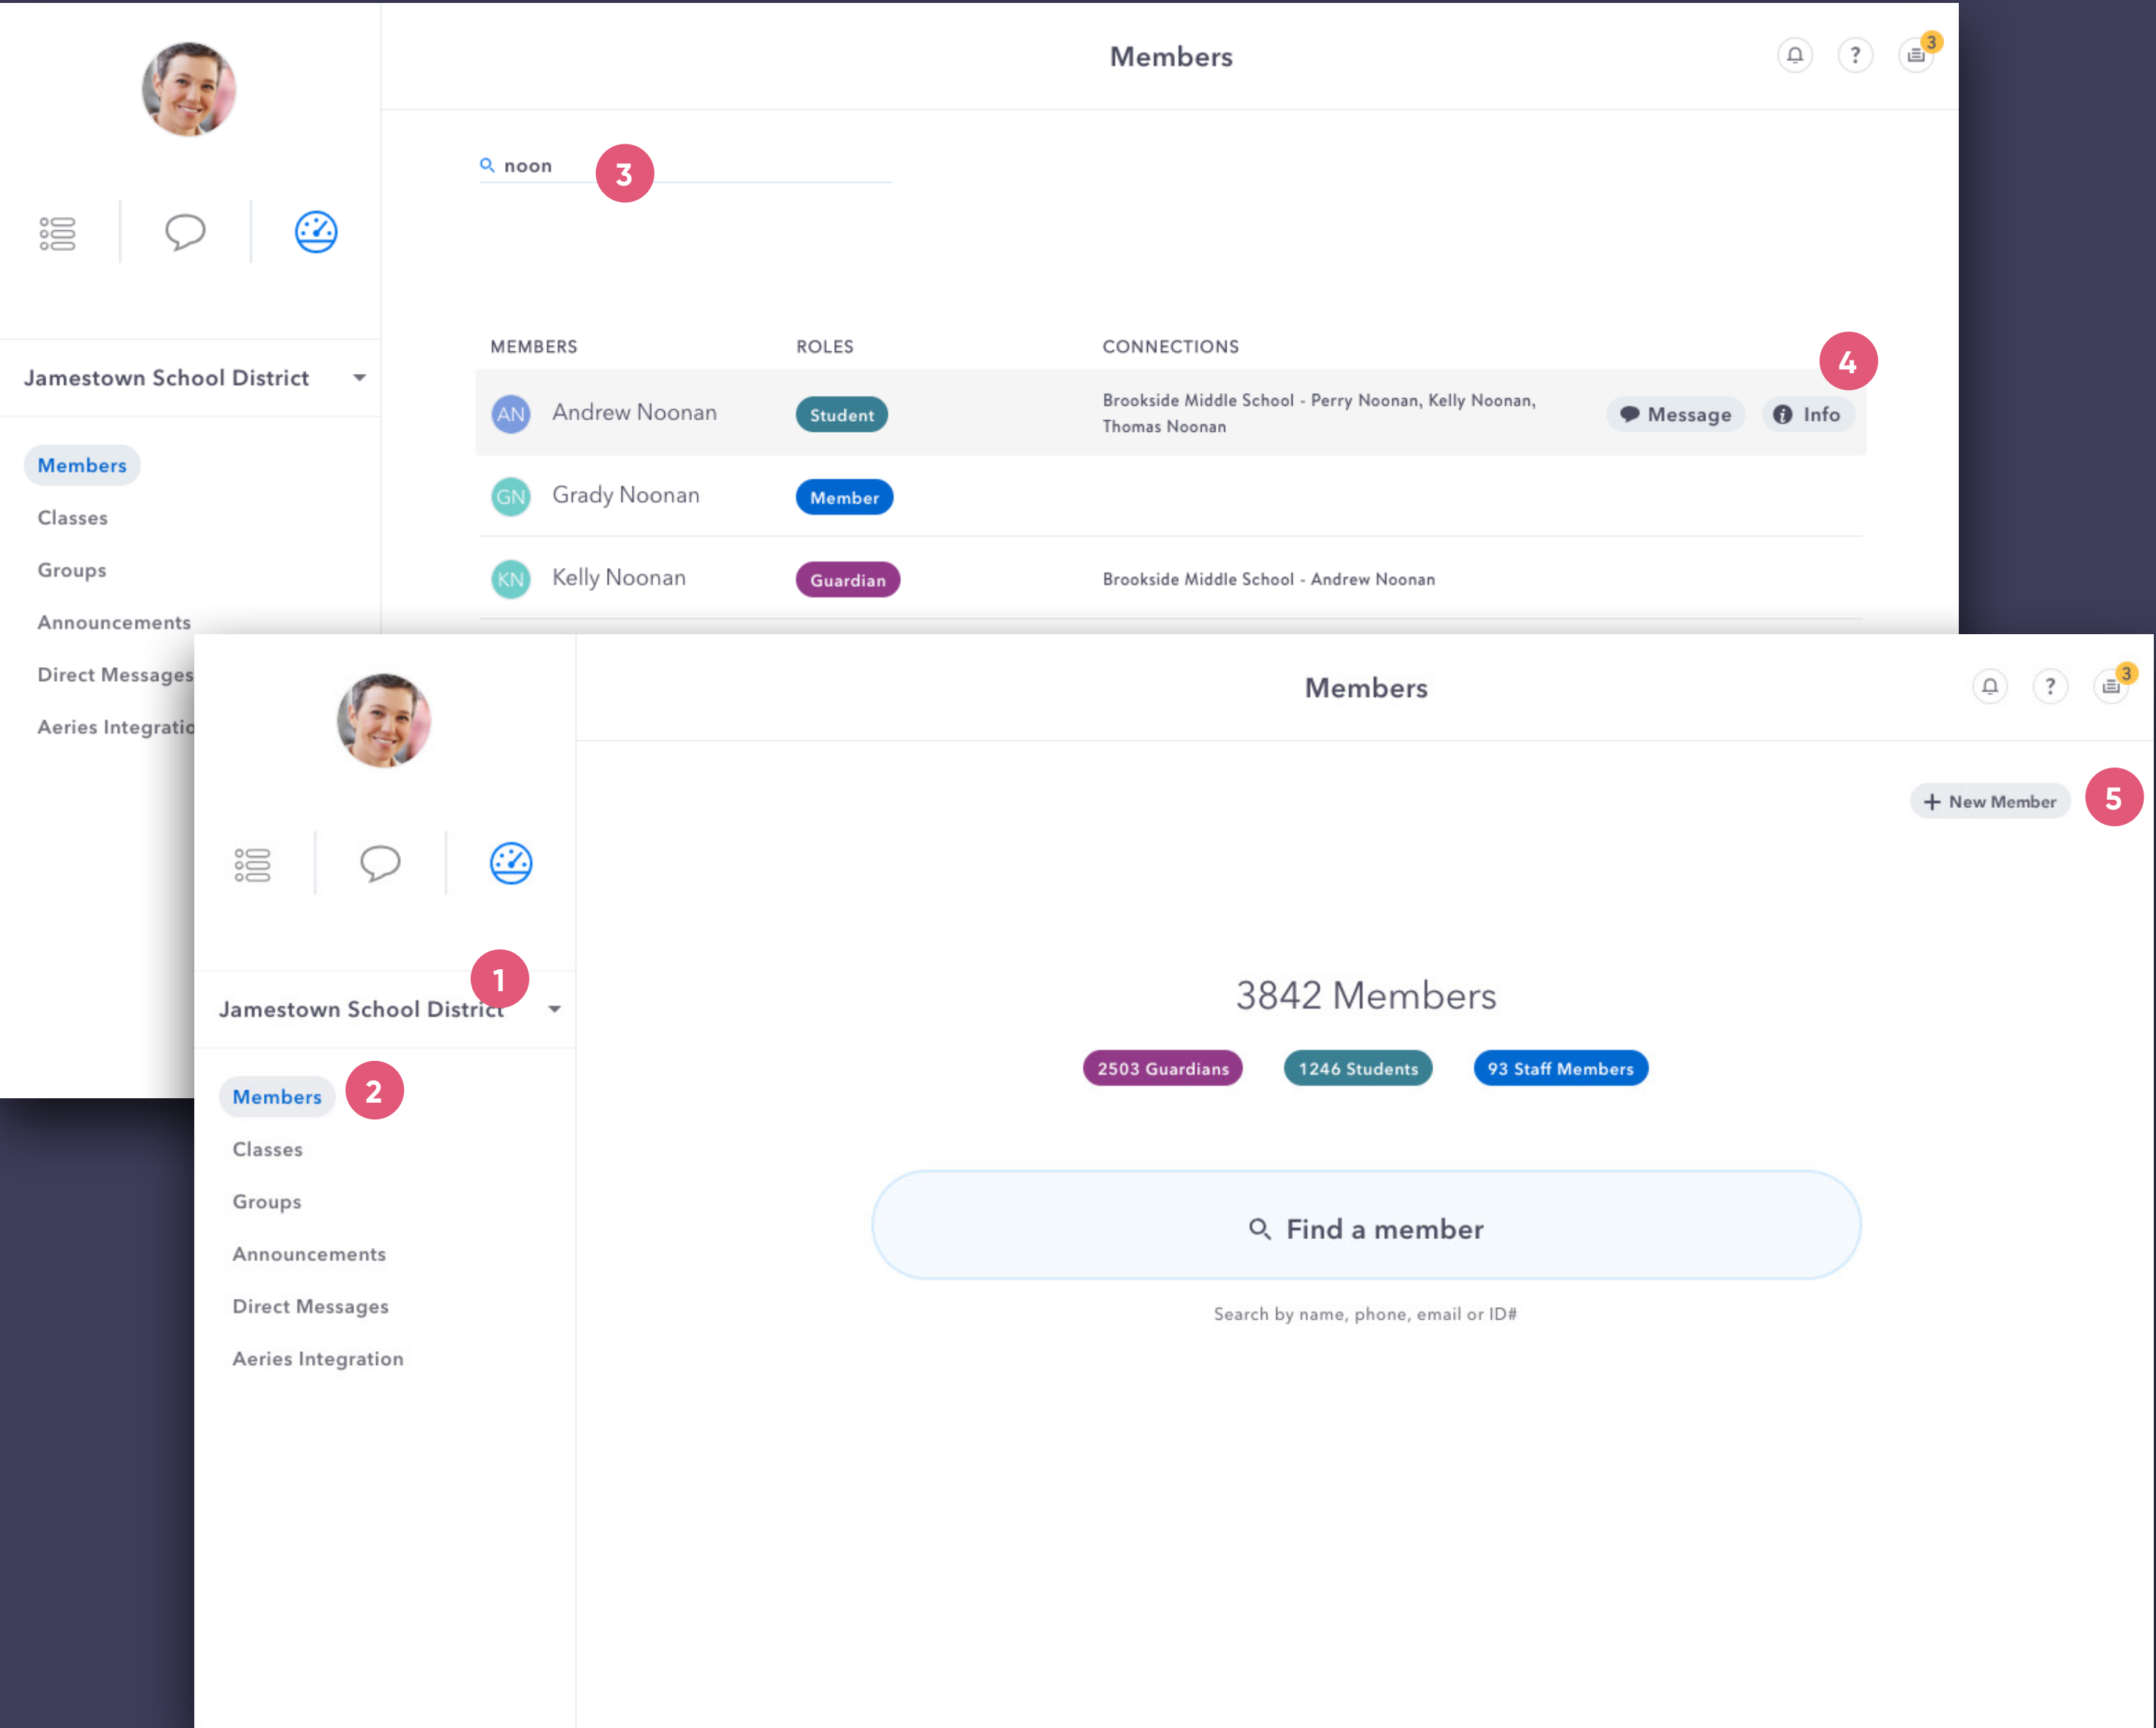 Members
3
noon
3
Jamestown School District
Members
Classes
Groups
Announcements
Direct Messages
Aeries Integratio
MEMBERS ROLES CONNECTIONS
4
AN Andrew Noonan Student Brookside Middle School - Perry Noonan, Kelly Noonan,
Thomas Noonan
Message Info
GN Grady Noonan Member
KN Kelly Noonan Guardian Brookside Middle School - Andrew Noonan
Members
3
+ New Member 5
1
Jamestown School District
Members 2
Classes
Groups
Announcements
Direct Messages
Aeries Integration
3842 Members
2503 Guardians 1246 Students 93 Staff Members
Find a member
Search by name, phone, email or ID#